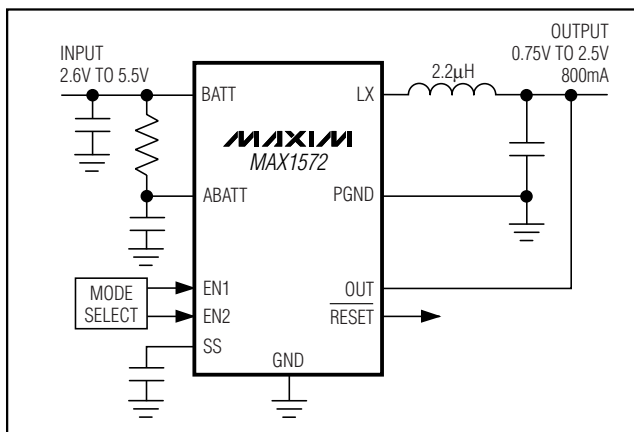 INPUT
2.6V TO 5.5V
OUTPUT
0.75V TO 2.5V
800mA
2.2μH
BATT
LX
MAXIM
MAX1572
ABATT
PGND
MODE
SELECT
EN1
EN2
OUT
RESET
SS
GND